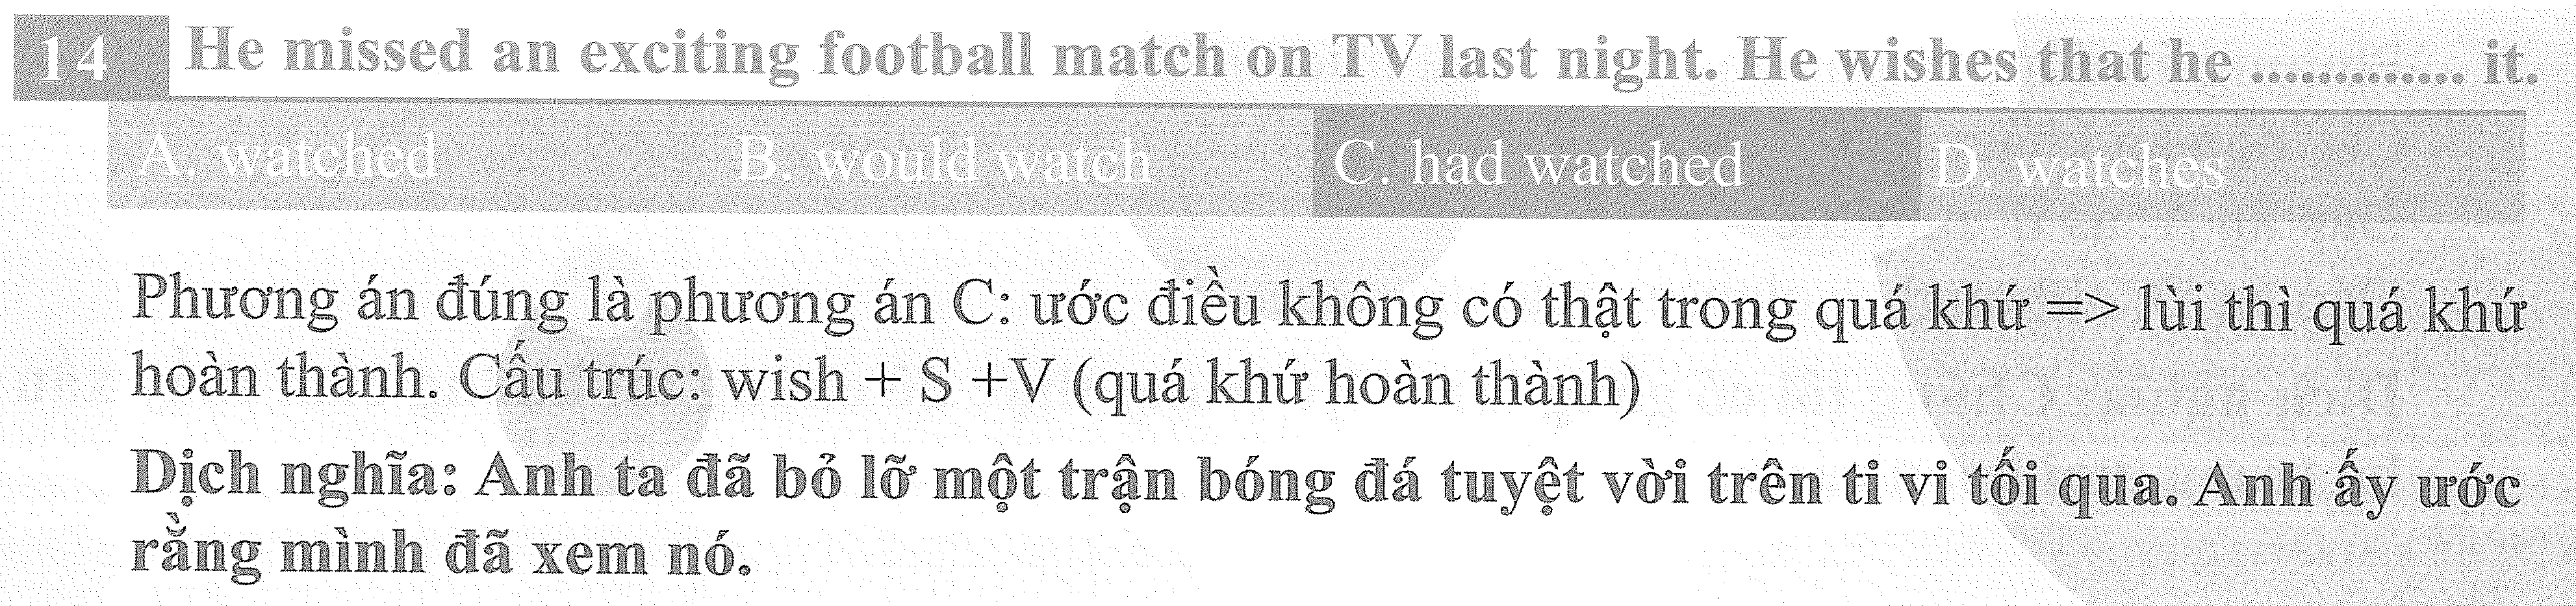 14 He missed an exciting football match on TV last night. He wishes that he ............. it.
A. watched B. would watch C. had watched D. watches
Phương án đúng là phương án C: ước điều không có thật trong quá khứ => lùi thì quá khứ
hoàn thành. Cấu trúc: wish + S +V (quá khứ hoàn thành)
Dịch nghĩa: Anh ta đã bỏ lỡ một trận bóng đá tuyệt vời trên ti vi tối qua. Anh ấy ước
rằng mình đã xem nó.